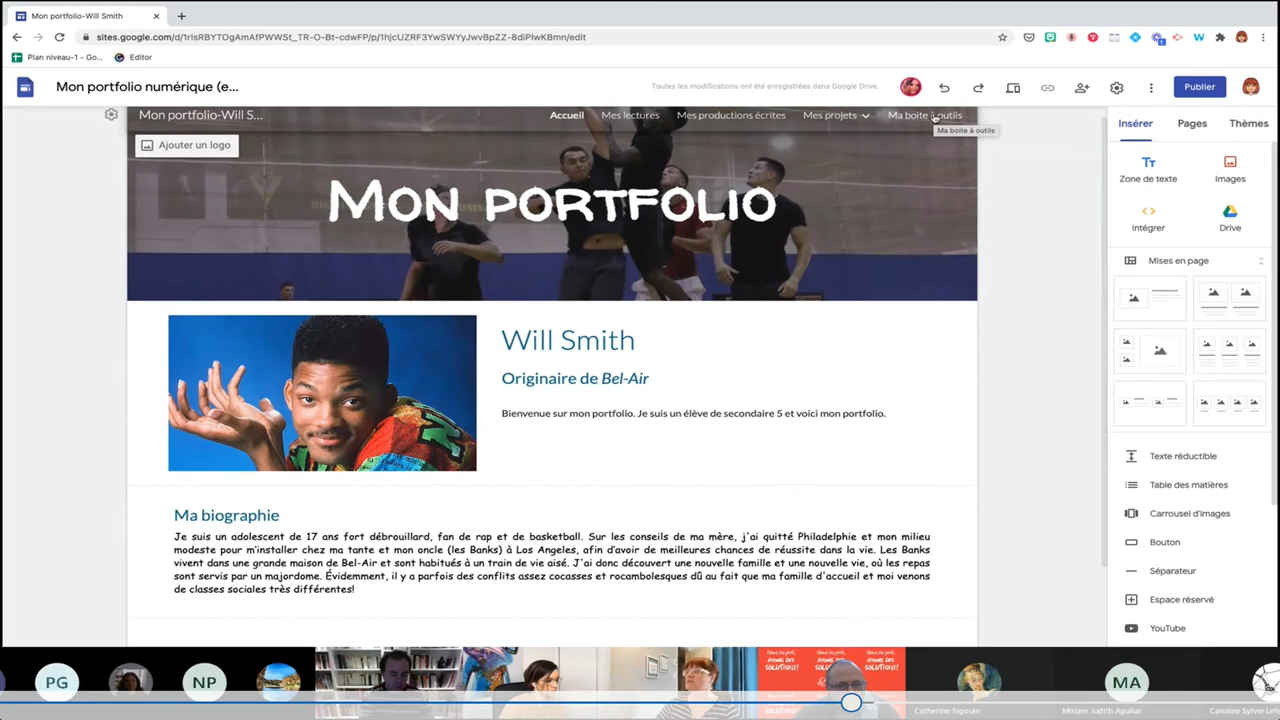 Mon portfolio-Will Smith
sites.google.com/d/1rlsRBYTOgAmAfPWWSt_TR-O-Bt-cdwFP/p/1hjcUZRF3YwSWYyJwvBpZZ-8diPlwKBmn/edit
Plan niveau-1 - Go... Editor
Mon portfolio numérique (e...
Toutes les modifications ont été enregistrées dans Google Drive.
Publier
Mon portfolio-Will S...
Accueil Mes lectures Mes productions écrites Mes projets Ma boite à outils
Ma boite à outils
Ajouter un logo
Mon portfolio
Will Smith
Originaire de Bel-Air
Bienvenue sur mon portfolio. Je suis un élève de secondaire 5 et voici mon portfolio.
Ma biographie
Je suis un adolescent de 17 ans fort débrouillard, fan de rap et de basketball. Sur les conseils de ma mère, j'ai quitté Philadelphie et mon milieu
modeste pour m'installer chez ma tante et mon oncle (les Banks) à Los Angeles, afin d'avoir de meilleures chances de réussite dans la vie. Les Banks
vivent dans une grande maison de Bel-Air et sont habitués à un train de vie aisé. J'ai donc découvert une nouvelle famille et une nouvelle vie, où les repas
sont servis par un majordome. Évidemment, il y a parfois des conflits assez cocasses et rocambolesques dû au fait que ma famille d'accueil et moi venons
de classes sociales très différentes!
Insérer Pages Thèmes
Zone de texte Images
Intégrer Drive
Mises en page
Texte réductible
Table des matières
Carrousel d'images
Bouton
Séparateur
Espace réservé
YouTube
PG
NP
AVONS DES
SOLUTIONS!
MA
Catherine Sigouin
Miriam Judith Aguilar
Caroline Sylvie Lefe